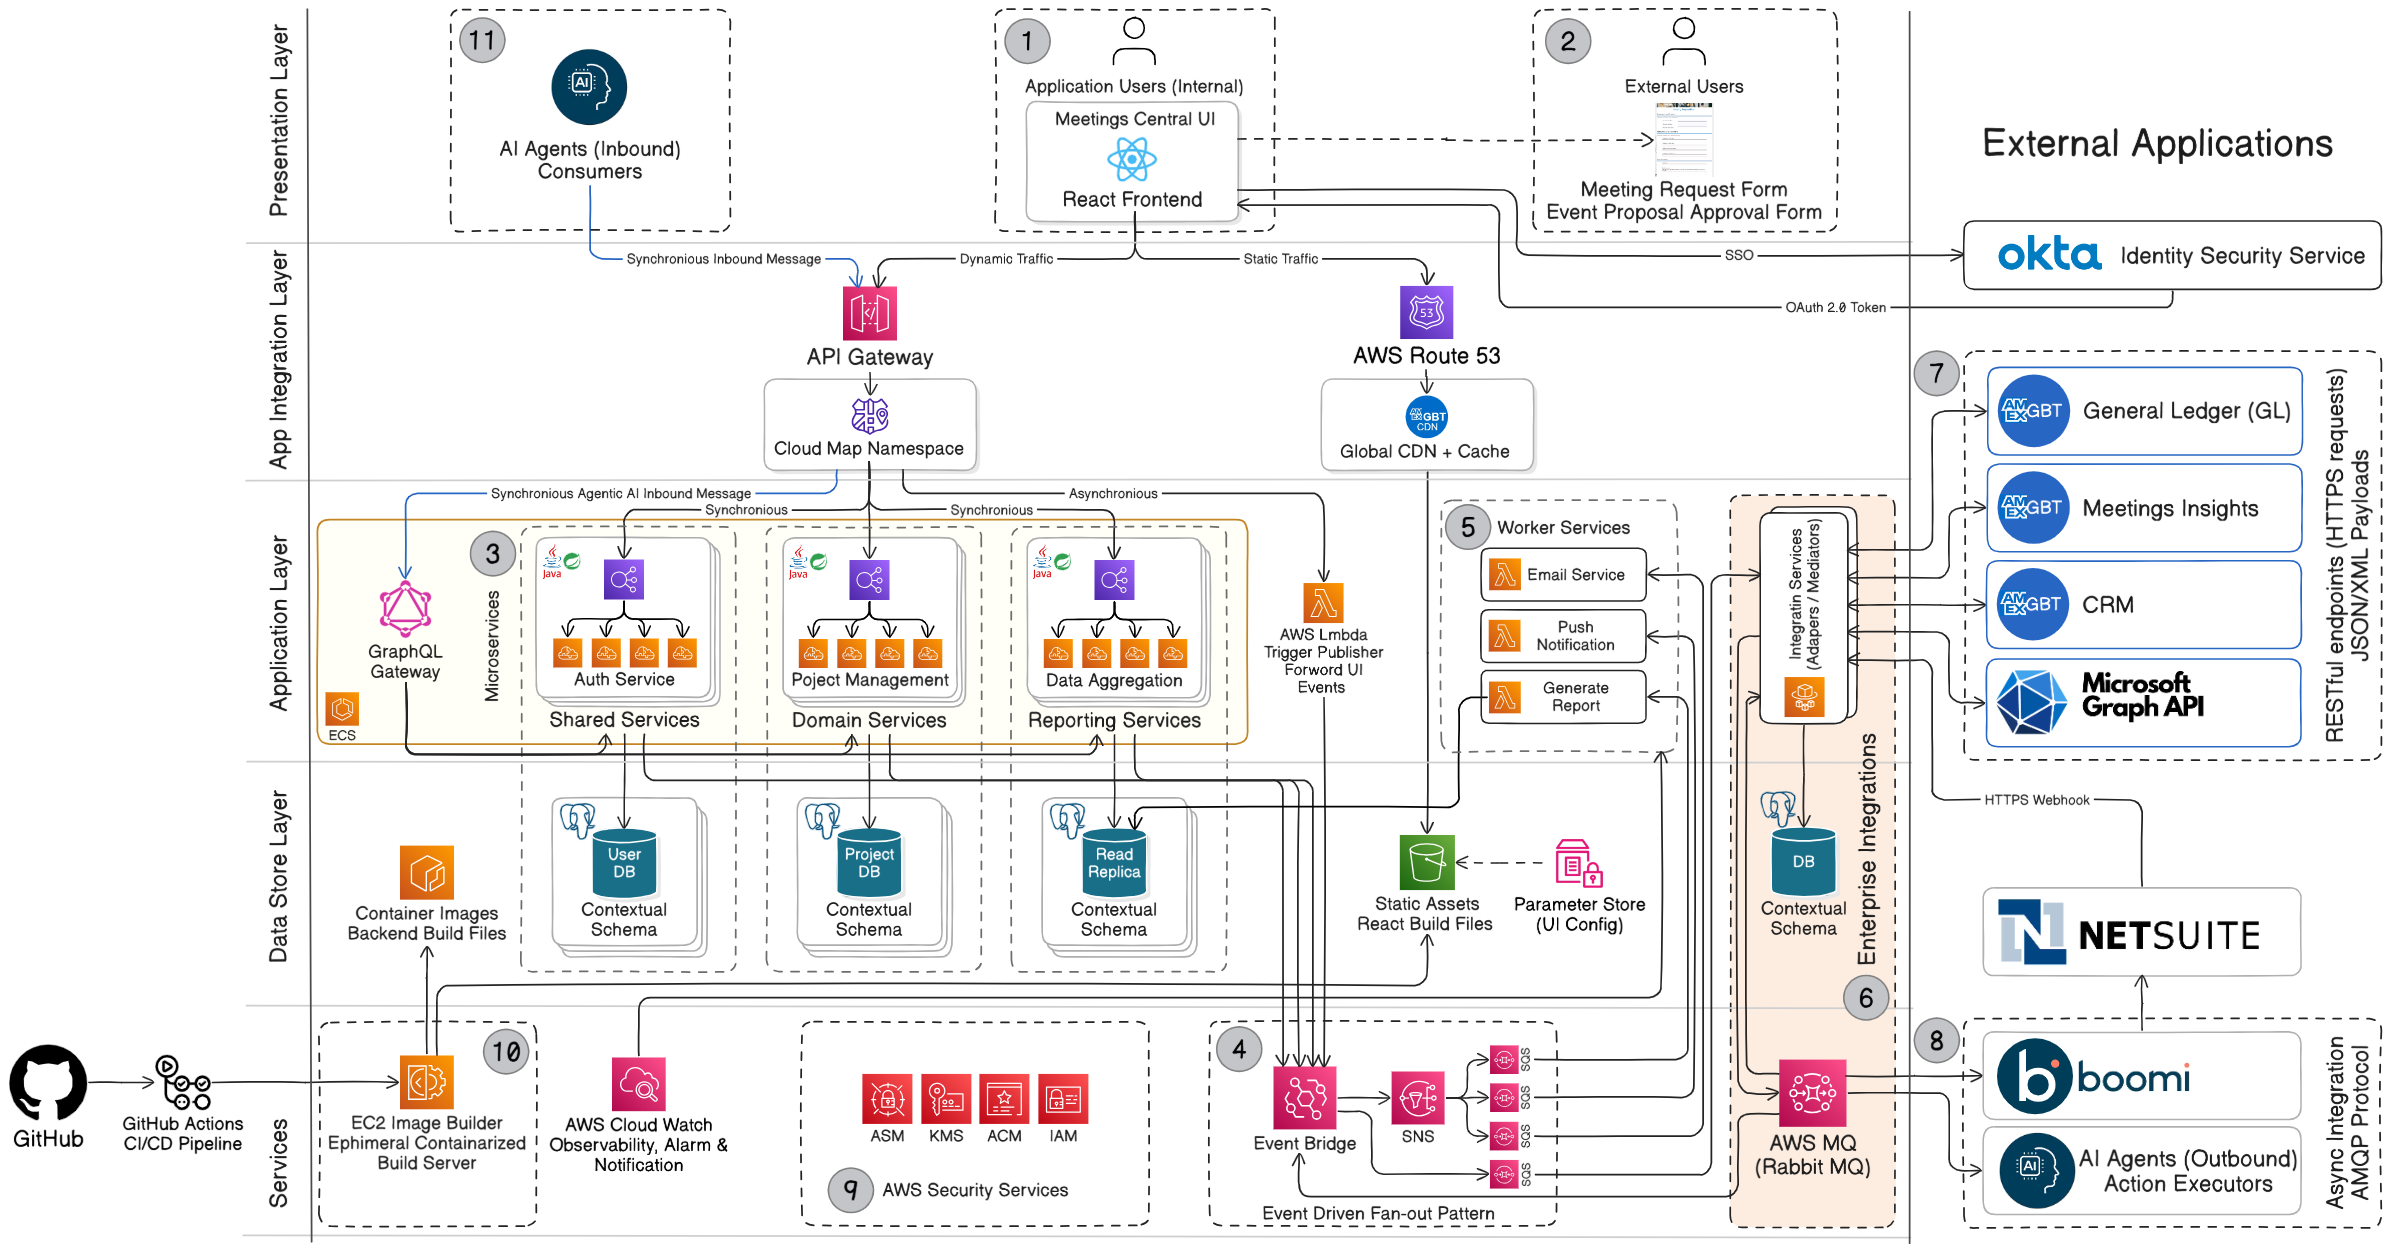 Presentation Layer
11
AI Agents (Inbound)
Consumers
1
Application Users (Internal)
Meetings Central UI
React Frontend
2
External Users
Meeting Request Form
Event Proposal Approval Form
External Applications
okta Identity Security Service
SSO
OAuth 2.0 Token
App Integration Layer
Synchronious Inbound Message
Dynamic Traffic
Static Traffic
API Gateway
Cloud Map Namespace
53
AWS Route 53
AMEXGBT
CDN
Global CDN + Cache
7
AMEXGBT
General Ledger (GL)
AMEXGBT
Meetings Insights
AMEXGBT
CRM
Microsoft
Graph API
RESTful endpoints (HTTPS requests)
JSON/XML Payloads
Application Layer
Synchronious Agentic AI Inbound Message
Synchronious
Synchronious
Asynchronious
GraphQL
Gateway
ECS
3
Microservices
Java
Auth Service
Shared Services
Java
Poject Management
Domain Services
Java
Data Aggregation
Reporting Services
AWS Lmbda
Trigger Publisher
Forword UI
Events
5
Worker Services
Email Service
Push
Notification
Generate
Report
Integratin Services
(Adapers / Mediators)
Enterprise Integrations
6
Data Store Layer
Container Images
Backend Build Files
User
DB
Contextual
Schema
Project
DB
Contextual
Schema
Read
Replica
Contextual
Schema
Static Assets
React Build Files
Parameter Store
(UI Config)
DB
Contextual
Schema
HTTPS Webhook
NETSUITE
Services
GitHub
GitHub Actions
CI/CD Pipeline
10
EC2 Image Builder
Ephimeral Containarized
Build Server
AWS Cloud Watch
Observability, Alarm &
Notification
ASM
KMS
ACM
IAM
9
AWS Security Services
4
Event Bridge
SNS
SQS
SQS
SQS
SQS
Event Driven Fan-out Pattern
AWS MQ
(Rabbit MQ)
8
boomi
AI
AI Agents (Outbound)
Action Executors
Async Integration
AMQP Protocol